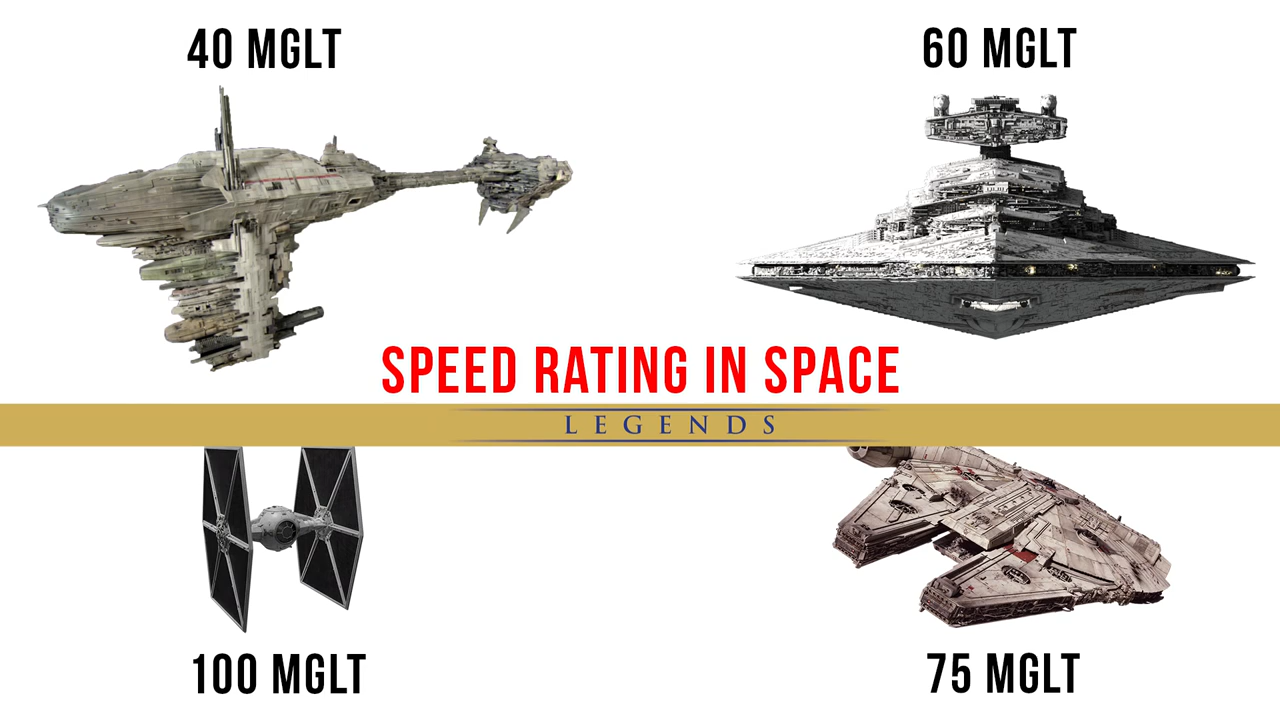 40 MGLT
60 MGLT
SPEED RATING IN SPACE
LEGENDS
100 MGLT
75 MGLT